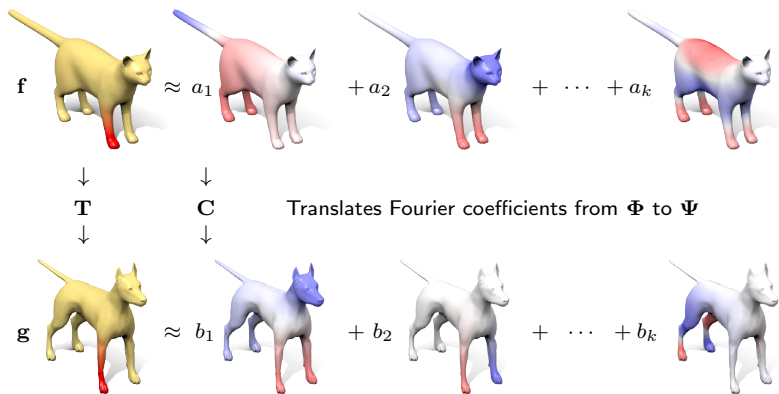 f ≈ a₁ + a₂ + ⋯ + aₖ
↓ ↓
T C Translates Fourier coefficients from Φ to Ψ
↓ ↓
g ≈ b₁ + b₂ + ⋯ + bₖ